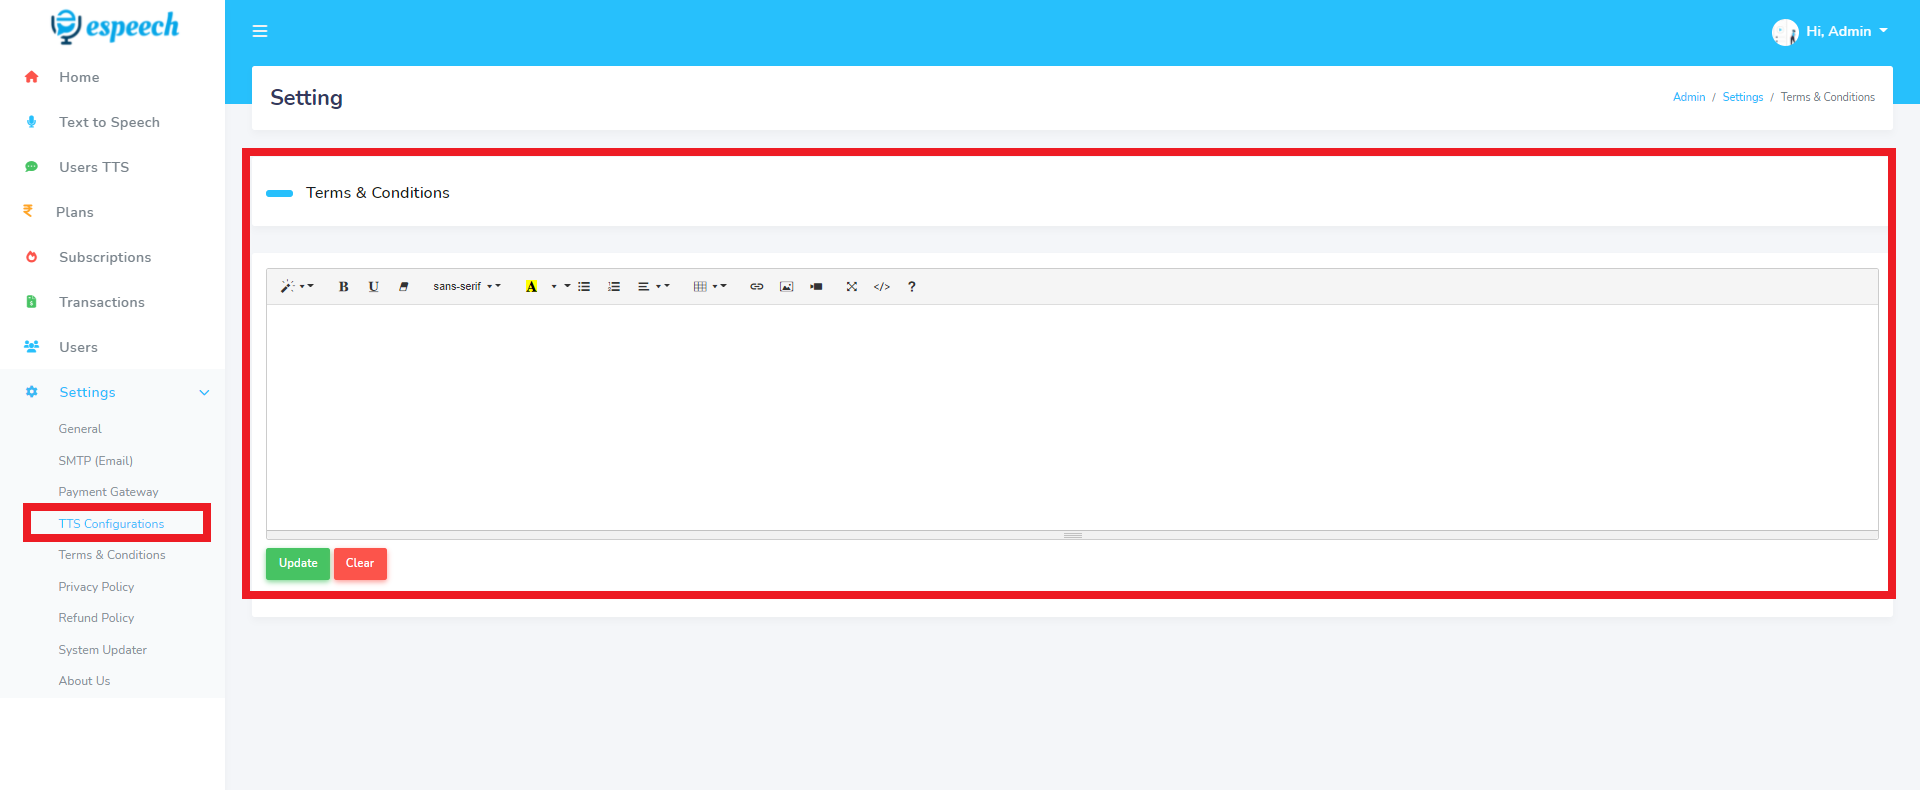 espeech
Home
Text to Speech
Users TTS
Plans
Subscriptions
Transactions
Users
Settings
General
SMTP (Email)
Payment Gateway
TTS Configurations
Terms & Conditions
Privacy Policy
Refund Policy
System Updater
About Us
Hi, Admin
Setting
Admin / Settings / Terms & Conditions
Terms & Conditions
B U sans-serif A </> ?
Update Clear